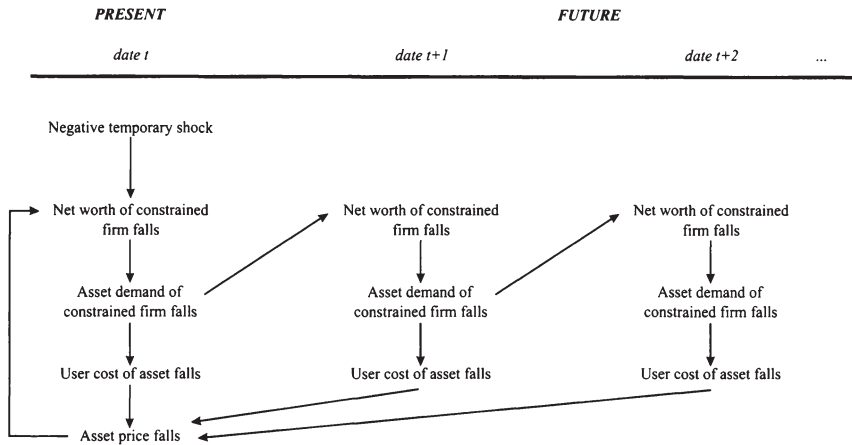 PRESENT FUTURE
date t date t+1 date t+2 ...
Negative temporary shock
Net worth of constrained
firm falls
Net worth of constrained
firm falls
Net worth of constrained
firm falls
Asset demand of
constrained firm falls
Asset demand of
constrained firm falls
Asset demand of
constrained firm falls
User cost of asset falls
User cost of asset falls
User cost of asset falls
Asset price falls